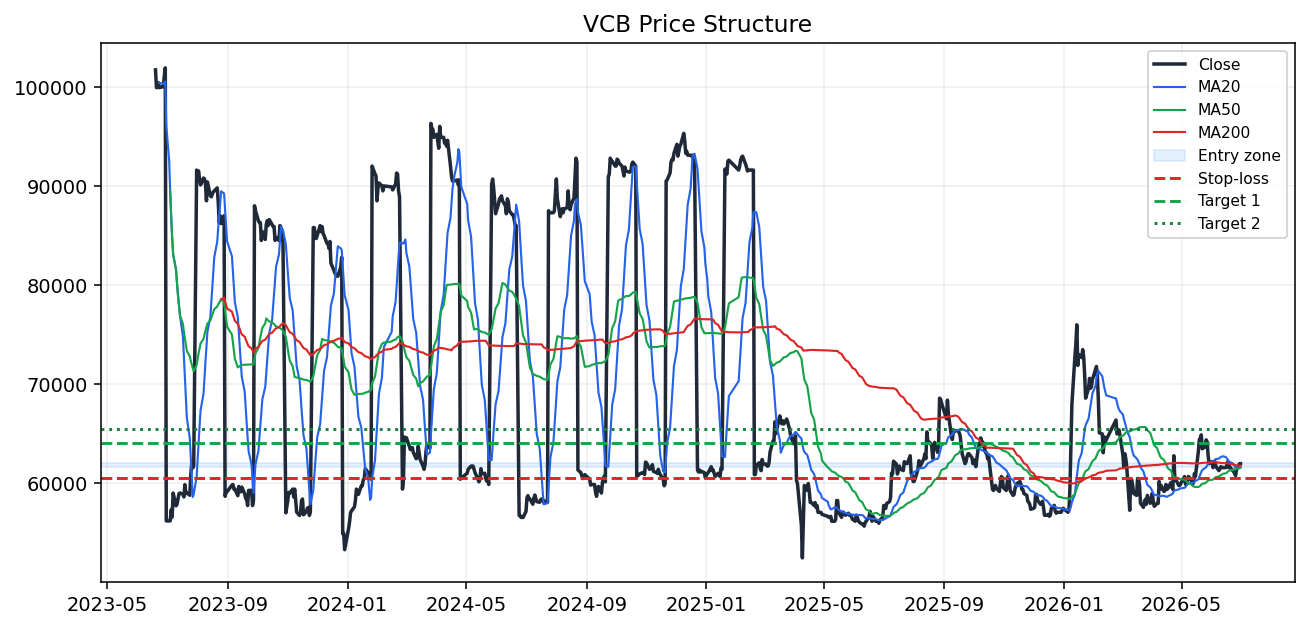 VCB Price Structure
100000
90000
80000
70000
60000
2023-05 2023-09 2024-01 2024-05 2024-09 2025-01 2025-05 2025-09 2026-01 2026-05
Close
MA20
MA50
MA200
Entry zone
Stop-loss
Target 1
Target 2